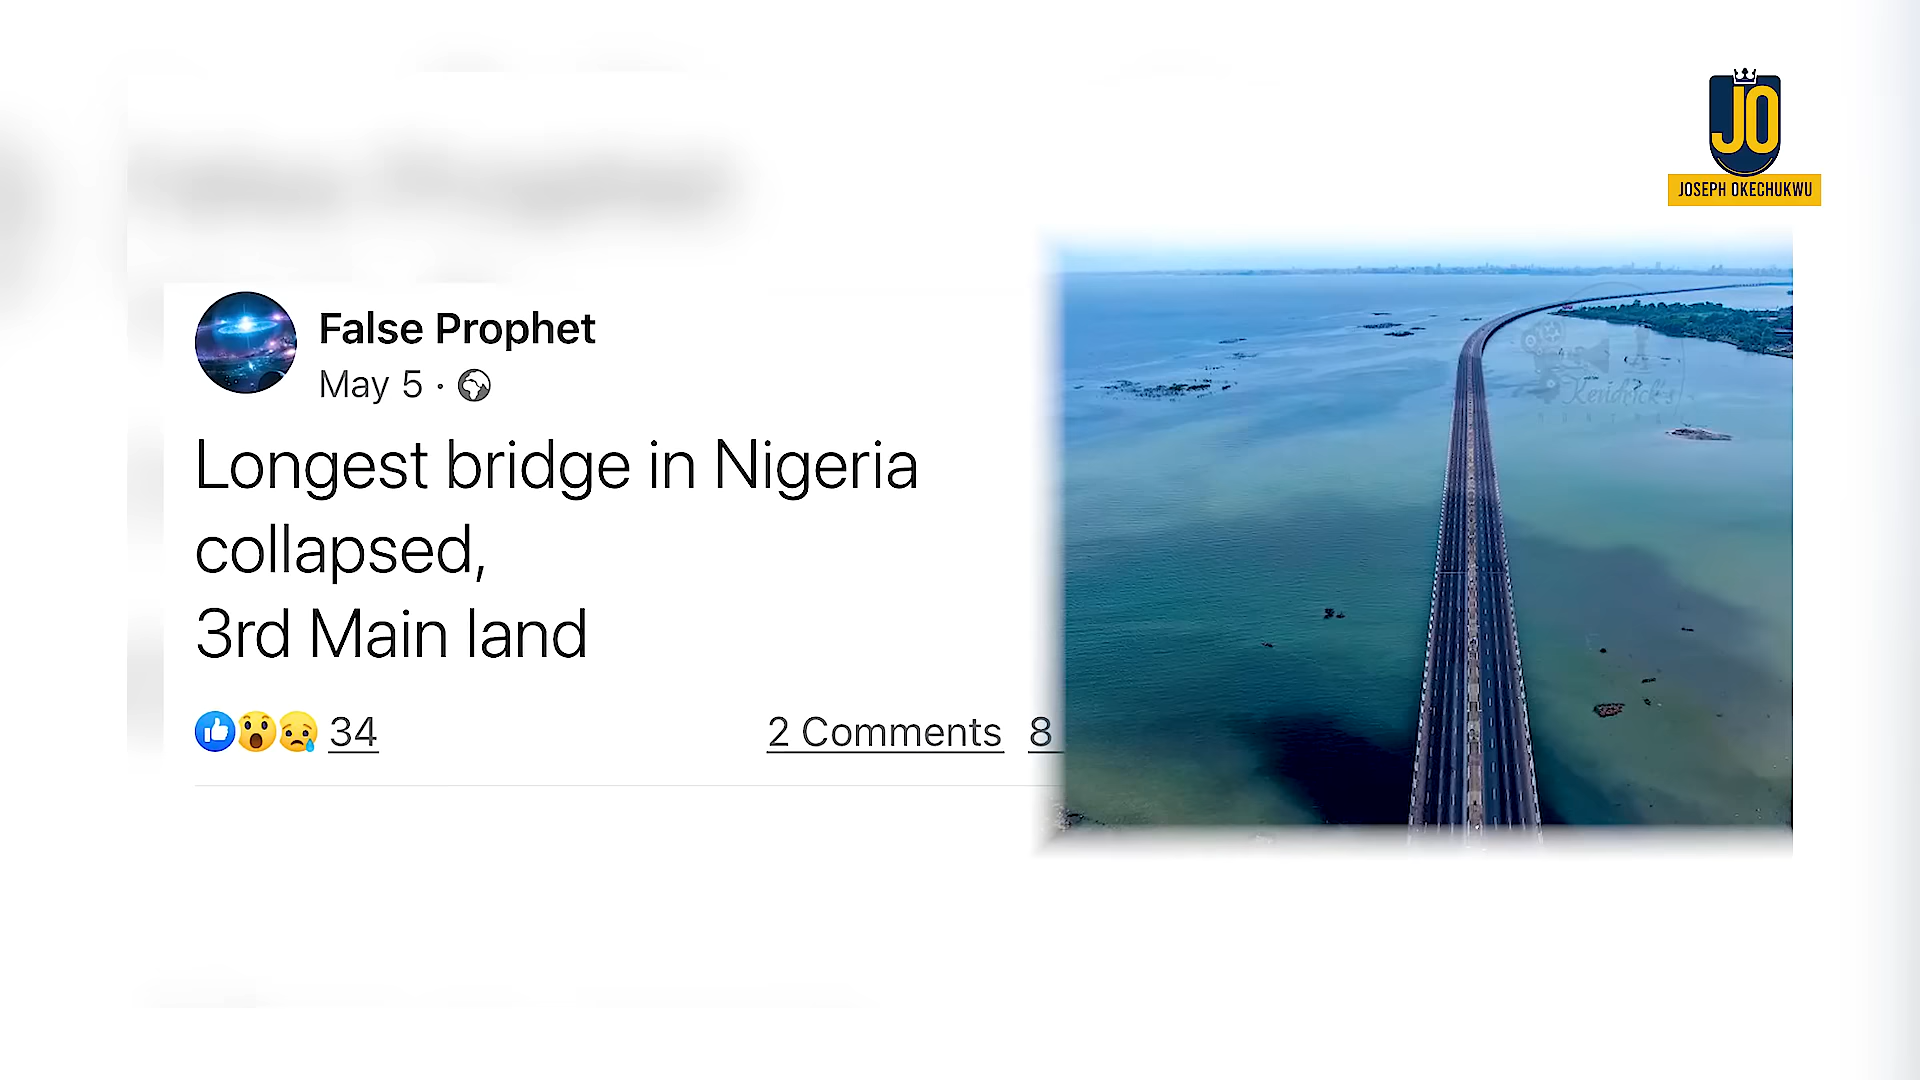 JO
JOSEPH OKECHUKWU
False Prophet
May 5 ·
Longest bridge in Nigeria
collapsed,
3rd Main land
34
2 Comments 8
Kendrick's